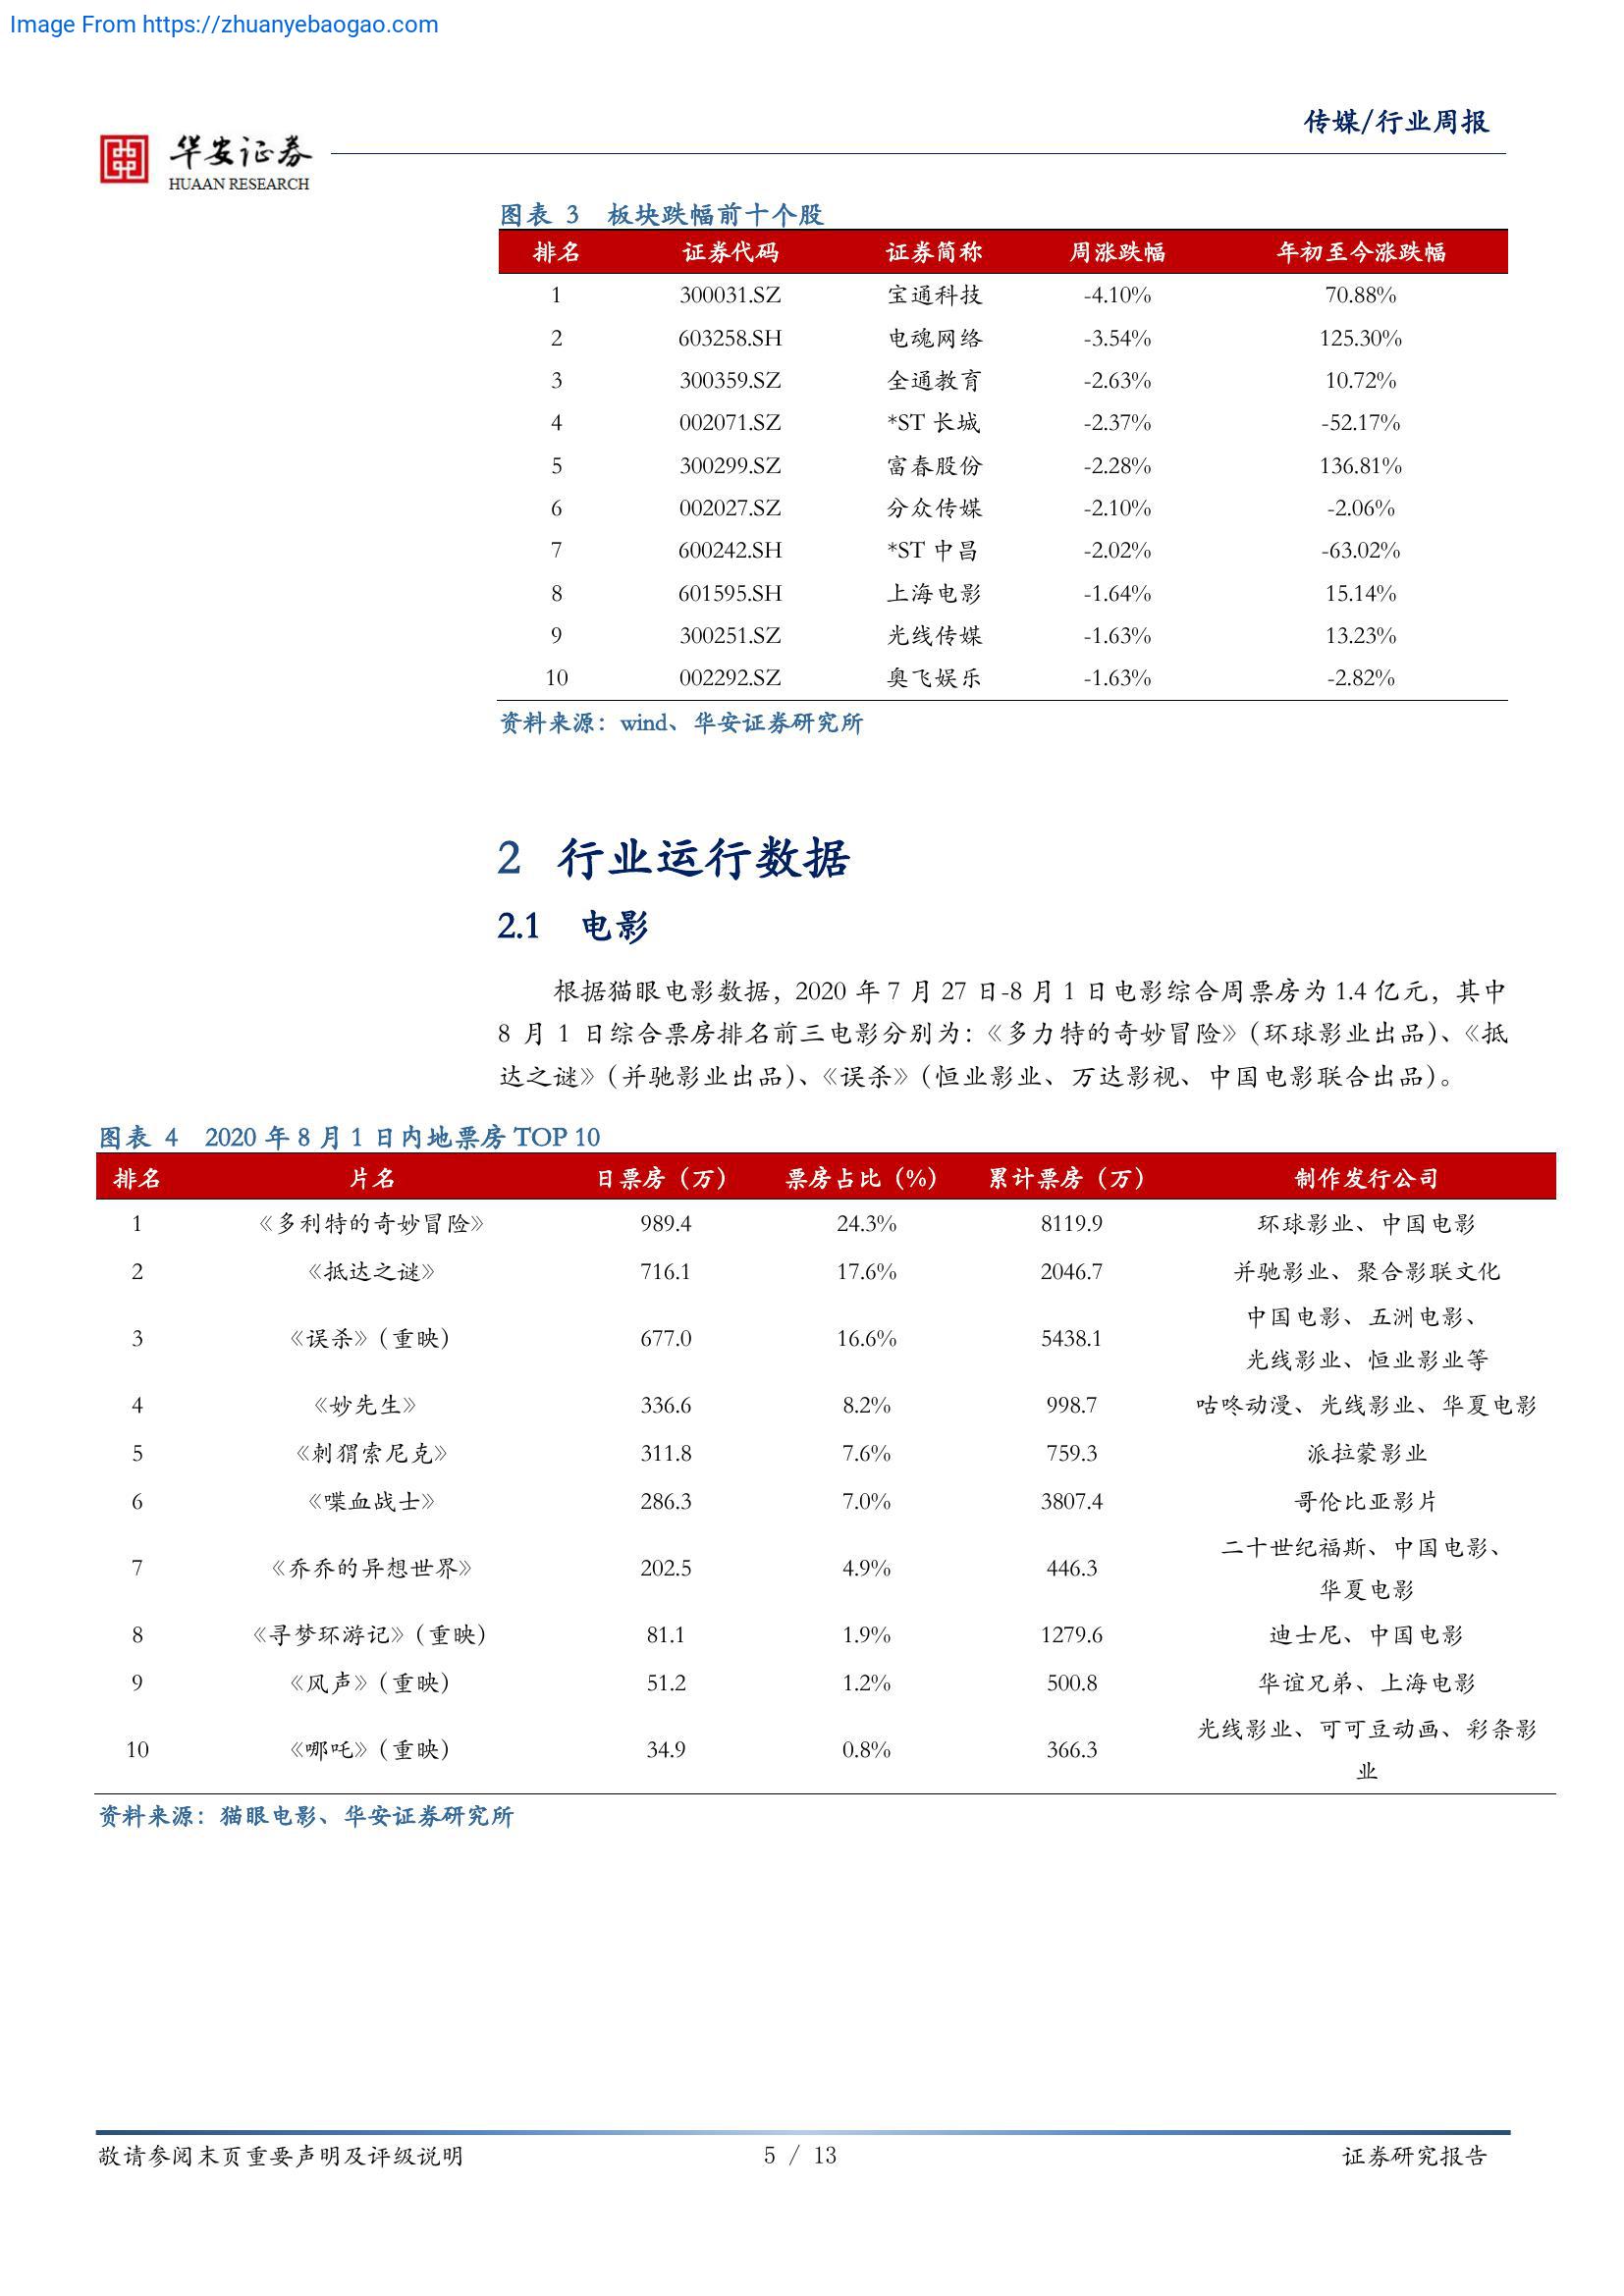 Image From https://zhuanyebaogao.com
传媒/行业周报
华安证券
HUAAN RESEARCH
图表 3 板块跌幅前十个股
排名 证券代码 证券简称 周涨跌幅 年初至今涨跌幅
1 300031.SZ 宝通科技 -4.10% 70.88%
2 603258.SH 电魂网络 -3.54% 125.30%
3 300359.SZ 全通教育 -2.63% 10.72%
4 002071.SZ *ST 长城 -2.37% -52.17%
5 300299.SZ 富春股份 -2.28% 136.81%
6 002027.SZ 分众传媒 -2.10% -2.06%
7 600242.SH *ST 中昌 -2.02% -63.02%
8 601595.SH 上海电影 -1.64% 15.14%
9 300251.SZ 光线传媒 -1.63% 13.23%
10 002292.SZ 奥飞娱乐 -1.63% -2.82%
资料来源：wind、华安证券研究所
2 行业运行数据
2.1 电影
根据猫眼电影数据，2020 年 7 月 27 日-8 月 1 日电影综合周票房为 1.4 亿元，其中
8 月 1 日综合票房排名前三电影分别为：《多力特的奇妙冒险》（环球影业出品）、《抵
达之谜》（并驰影业出品）、《误杀》（恒业影业、万达影视、中国电影联合出品）。
图表 4 2020 年 8 月 1 日内地票房 TOP 10
排名 片名 日票房（万） 票房占比（%） 累计票房（万） 制作发行公司
1 《多利特的奇妙冒险》 989.4 24.3% 8119.9 环球影业、中国电影
2 《抵达之谜》 716.1 17.6% 2046.7 并驰影业、聚合影联文化
3 《误杀》（重映） 677.0 16.6% 5438.1 中国电影、五洲电影、
光线影业、恒业影业等
4 《妙先生》 336.6 8.2% 998.7 咕咚动漫、光线影业、华夏电影
5 《刺猬索尼克》 311.8 7.6% 759.3 派拉蒙影业
6 《喋血战士》 286.3 7.0% 3807.4 哥伦比亚影片
7 《乔乔的异想世界》 202.5 4.9% 446.3 二十世纪福斯、中国电影、
华夏电影
8 《寻梦环游记》（重映） 81.1 1.9% 1279.6 迪士尼、中国电影
9 《风声》（重映） 51.2 1.2% 500.8 华谊兄弟、上海电影
10 《哪吒》（重映） 34.9 0.8% 366.3 光线影业、可可豆动画、彩条影
业
资料来源：猫眼电影、华安证券研究所
敬请参阅末页重要声明及评级说明 5 / 13 证券研究报告